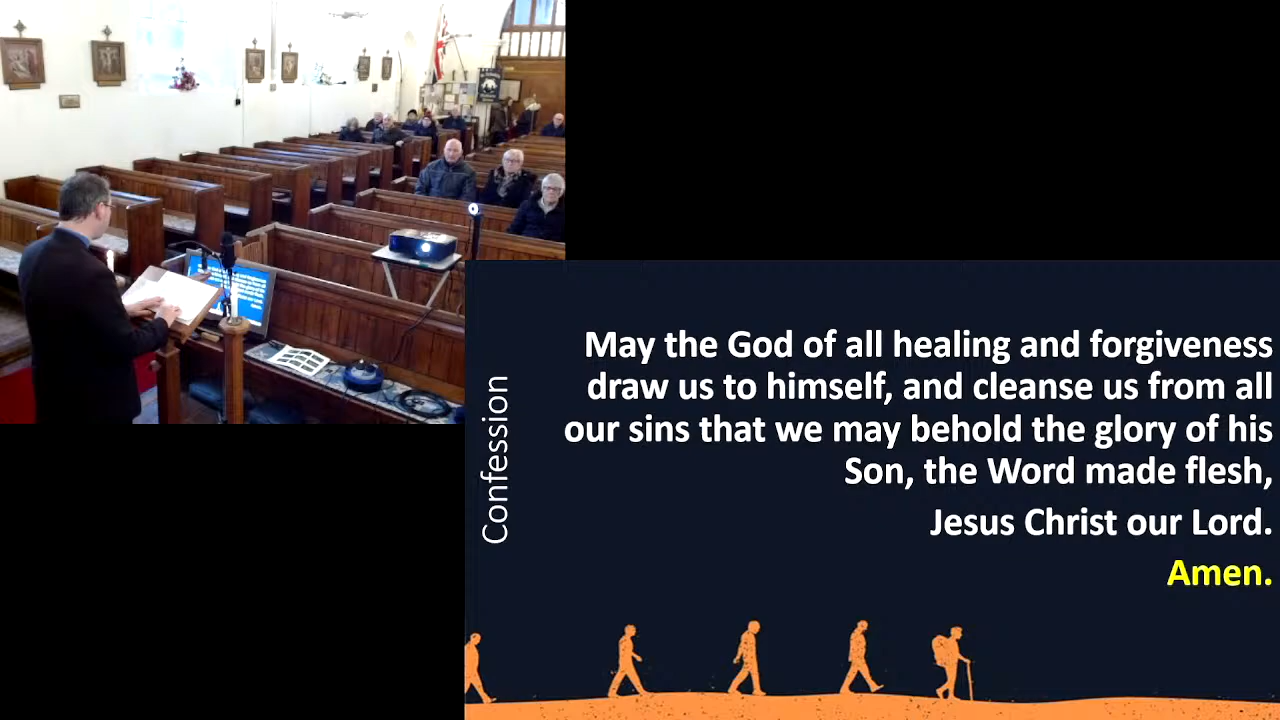 Confession
May the God of all healing and forgiveness
draw us to himself, and cleanse us from all
our sins that we may behold the glory of his
Son, the Word made flesh,
Jesus Christ our Lord.
Amen.